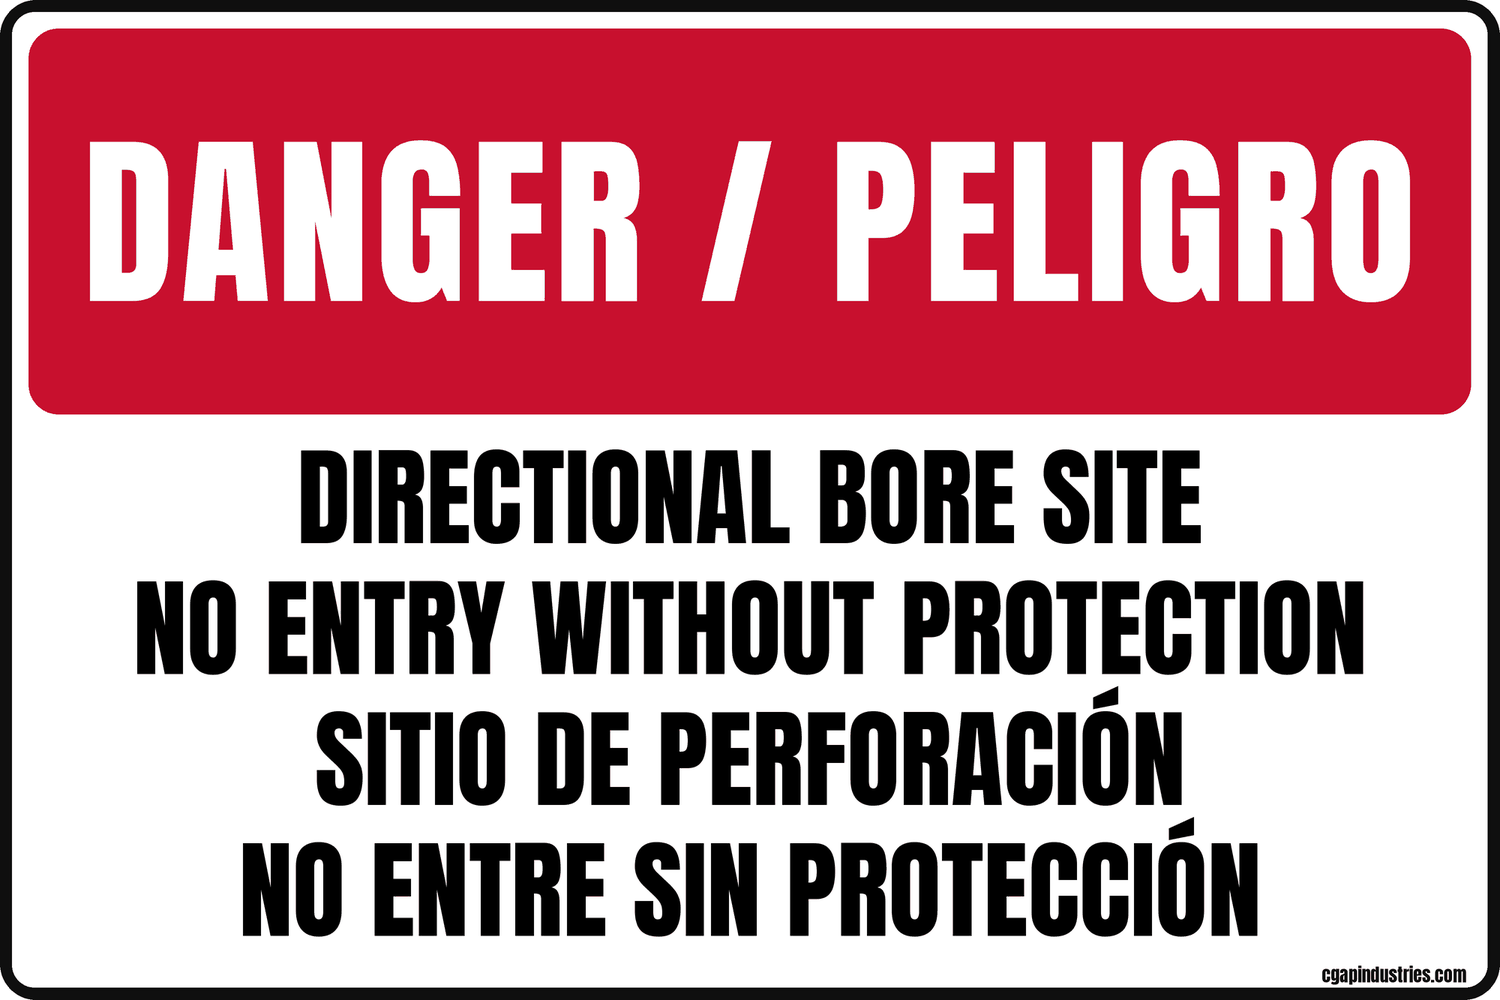 DANGER / PELIGRO
DIRECTIONAL BORE SITE
NO ENTRY WITHOUT PROTECTION
SITIO DE PERFORACIÓN
NO ENTRE SIN PROTECCIÓN
cgapindustries.com